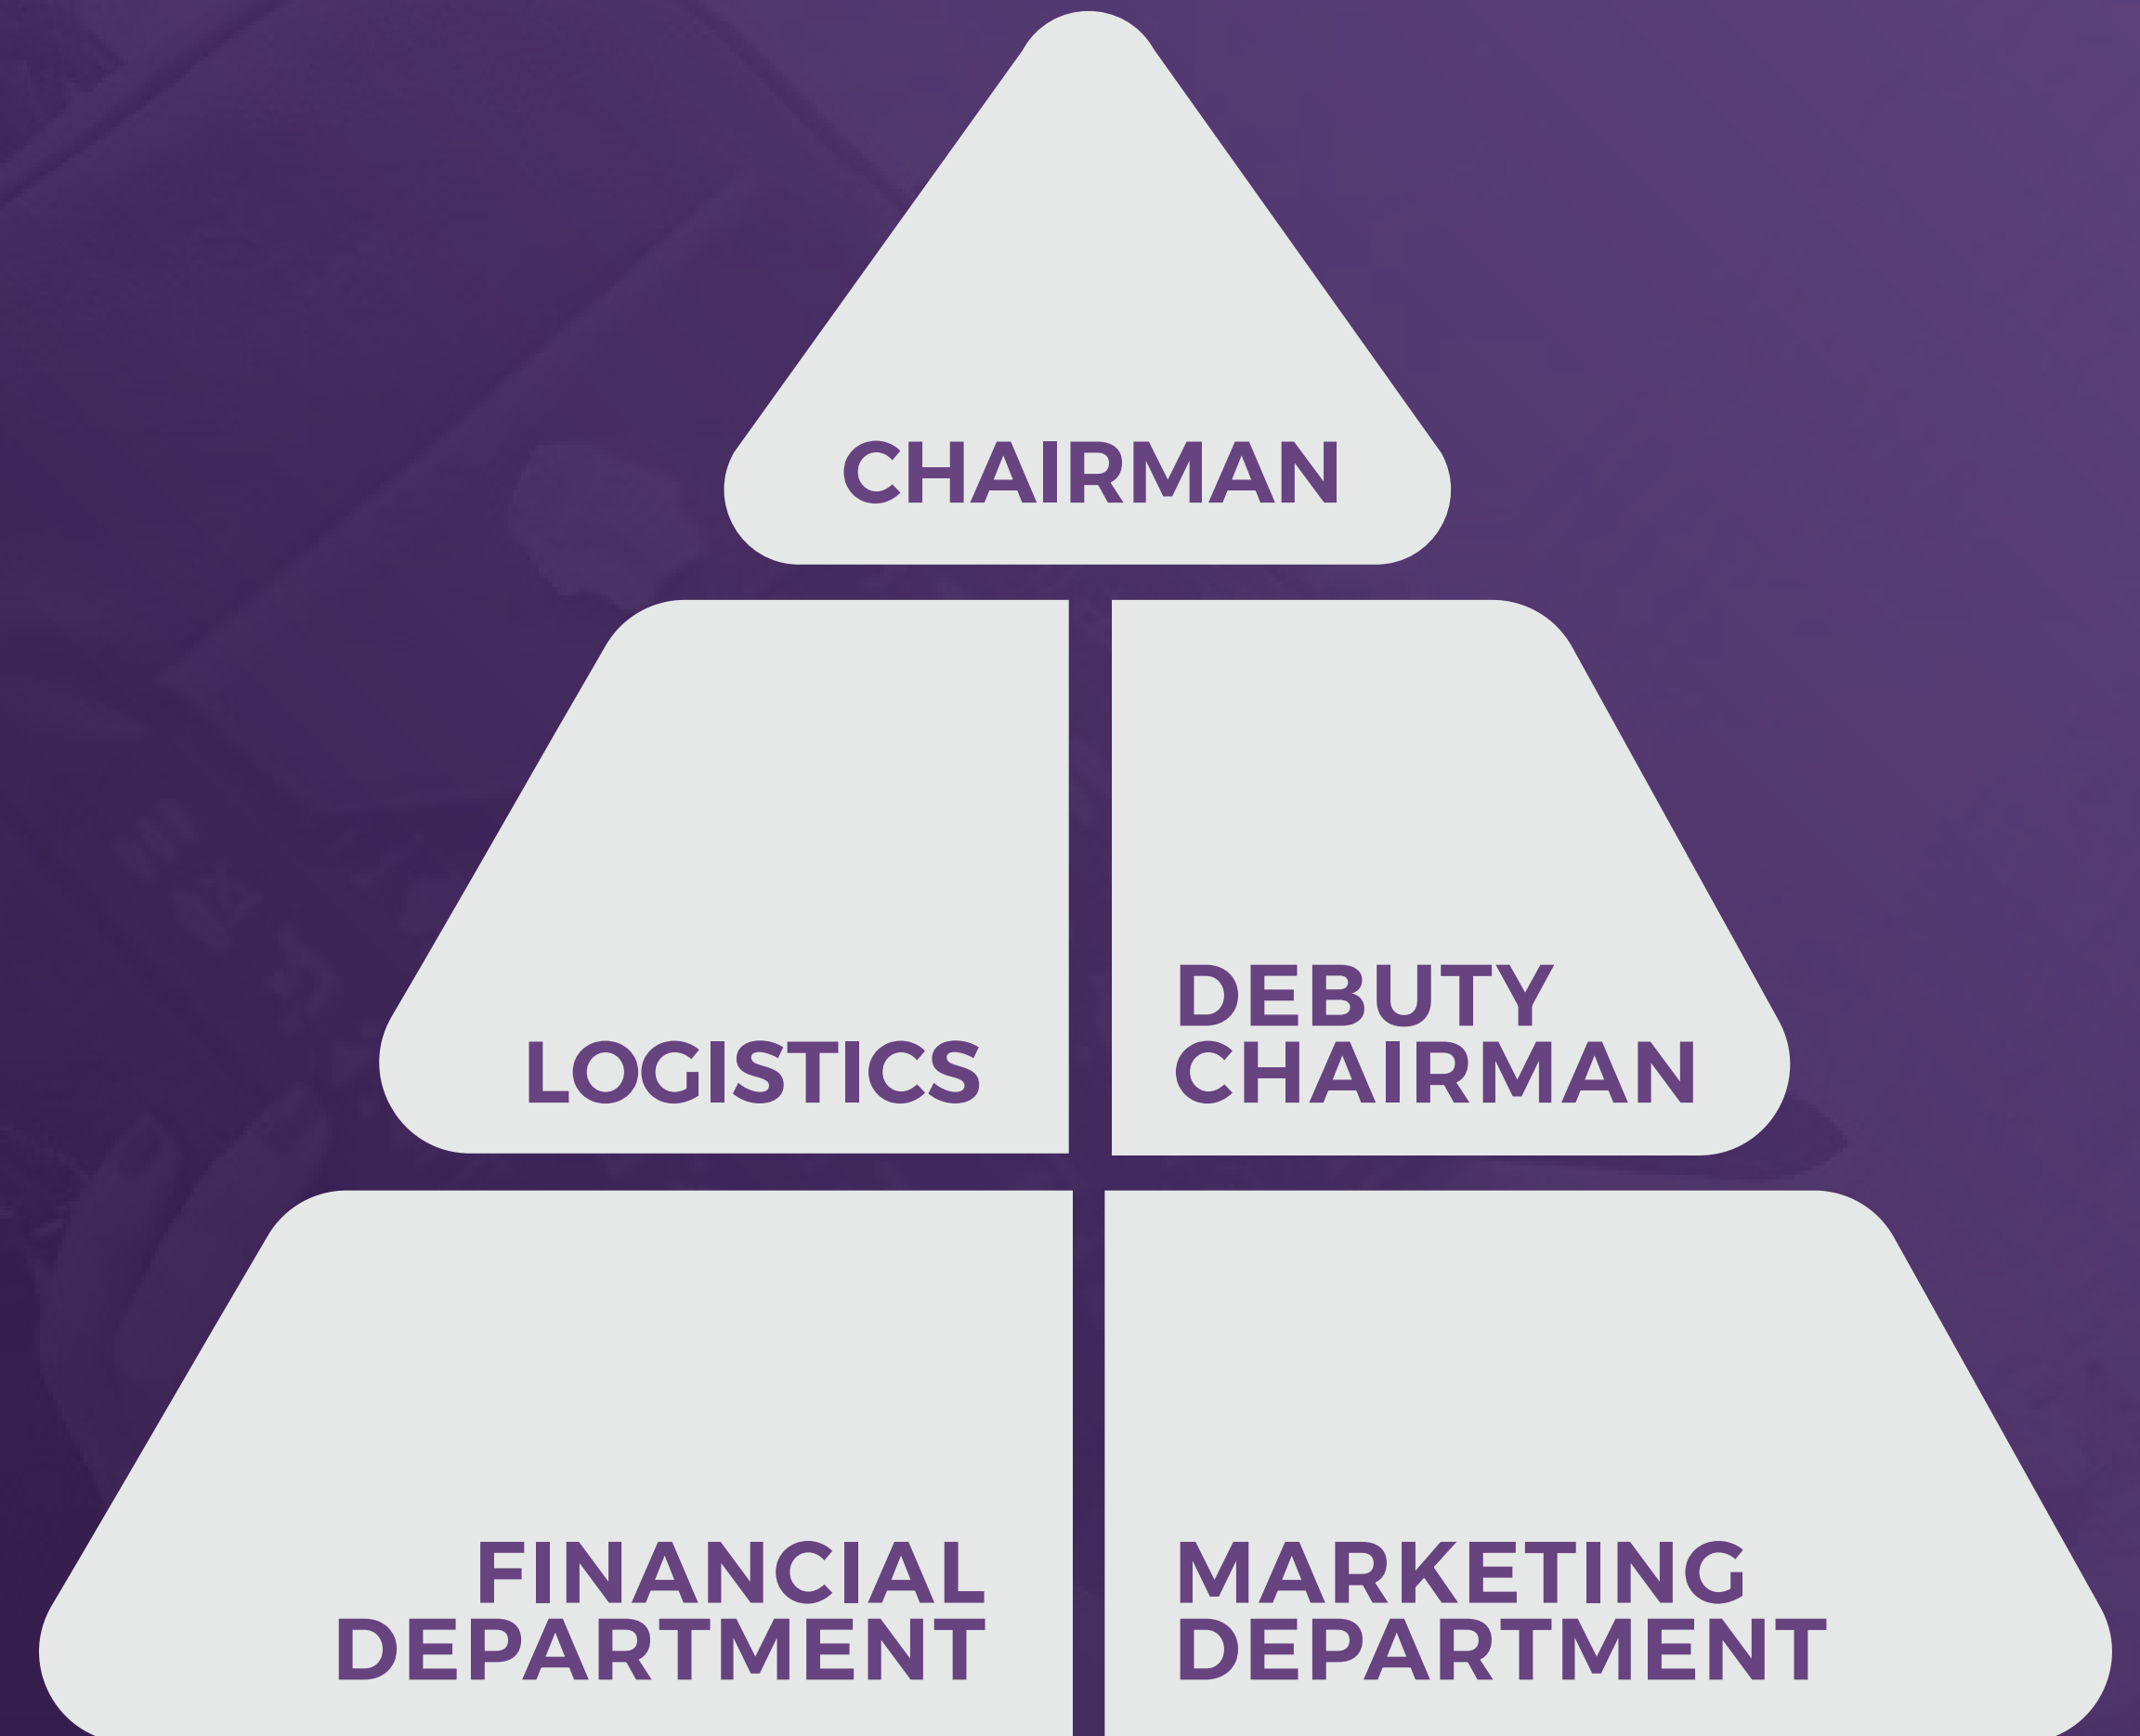 CHAIRMAN
LOGISTICS
DEBUTY
CHAIRMAN
FINANCIAL
DEPARTMENT
MARKETING
DEPARTMENT